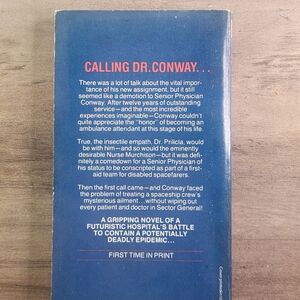 CALLING DR. CONWAY...
There was a lot of talk about the vital impor-
tance of his new assignment, but it still
seemed like a demotion to Senior Physician
Conway. After twelve years of outstanding
service—and the most incredible
experiences imaginable—Conway couldn't
quite appreciate the "honor" of becoming an
ambulance attendant at this stage of his life.
True, the insectile empath, Dr. Prilicla, would
be with him—and so would the eminently
desirable Nurse Murchison—but it was defi-
nitely a comedown for a Senior Physician of
his status to be conscripted as part of a first-
aid team for disabled spacefarers.
Then the first call came—and Conway faced
the problem of treating a spaceship crew's
mysterious ailment...without wiping out
every patient and doctor in Sector General!
A GRIPPING NOVEL OF A
FUTURISTIC HOSPITAL'S BATTLE
TO CONTAIN A POTENTIALLY
DEADLY EPIDEMIC...
FIRST TIME IN PRINT